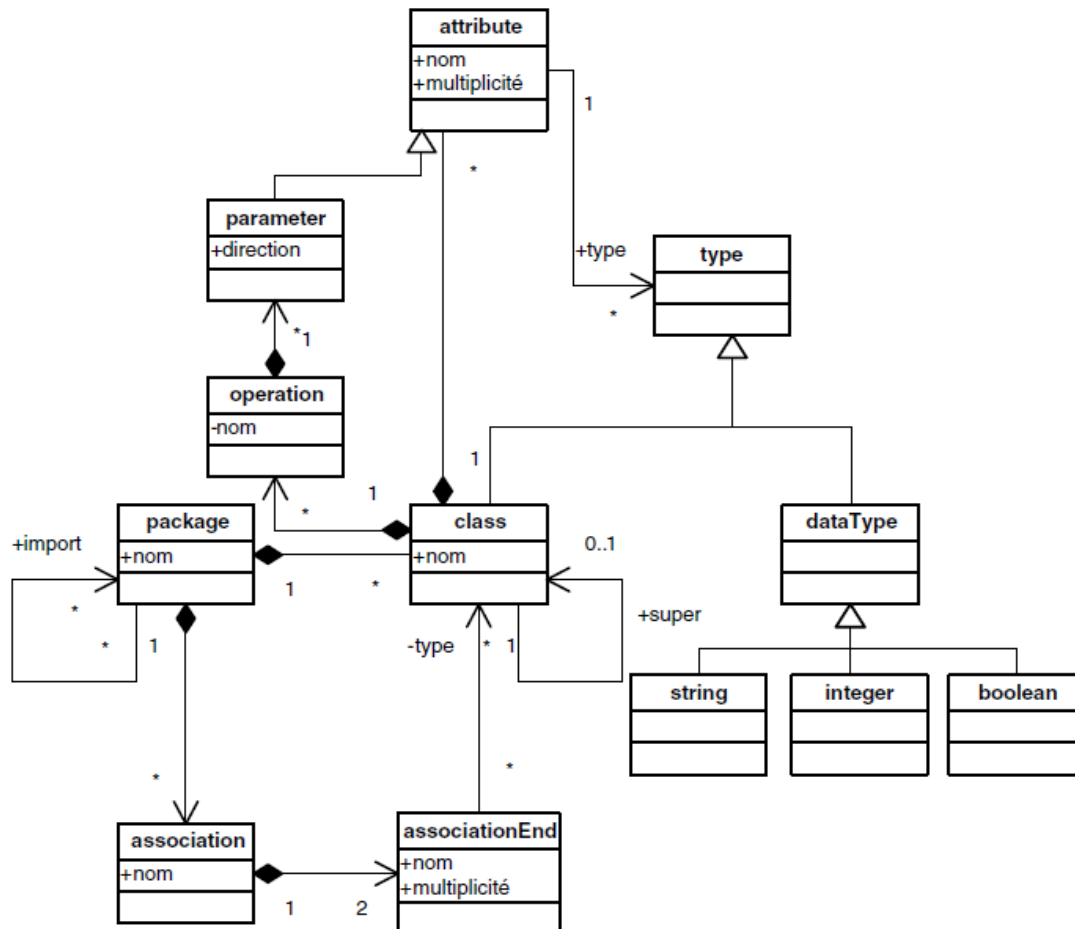 attribute
+nom
+multiplicité
1
*
parameter
+direction
+type
type
*
*
1
operation
-nom
1
1
*
package
+nom
class
+nom
dataType
+import
0..1
1
*
*
*
1
-type
*
1
+super
string
integer
boolean
*
*
association
+nom
associationEnd
+nom
+multiplicité
1
2